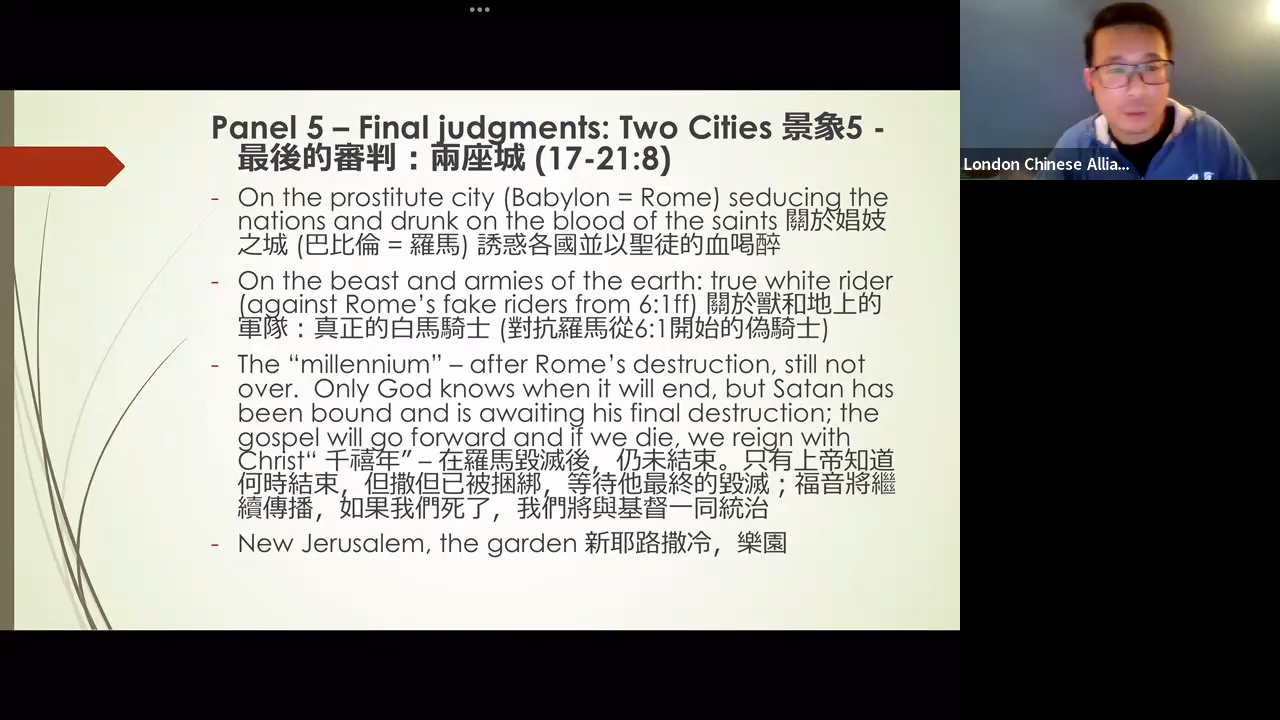 Panel 5 – Final judgments: Two Cities 景象5 -
最後的審判：兩座城 (17-21:8)
- On the prostitute city (Babylon = Rome) seducing the
nations and drunk on the blood of the saints 關於娼妓
之城 (巴比倫 = 羅馬) 誘惑各國並以聖徒的血喝醉
- On the beast and armies of the earth: true white rider
(against Rome’s fake riders from 6:1ff) 關於獸和地上的
軍隊：真正的白馬騎士 (對抗羅馬從6:1開始的偽騎士)
- The “millennium” – after Rome’s destruction, still not
over.  Only God knows when it will end, but Satan has
been bound and is awaiting his final destruction; the
gospel will go forward and if we die, we reign with
Christ“ 千禧年” – 在羅馬毀滅後，仍未結束。只有上帝知道
何時結束，但撒但已被捆綁，等待他最終的毀滅；福音將繼
續傳播，如果我們死了，我們將與基督一同統治
- New Jerusalem, the garden 新耶路撒冷，樂園
London Chinese Allia...